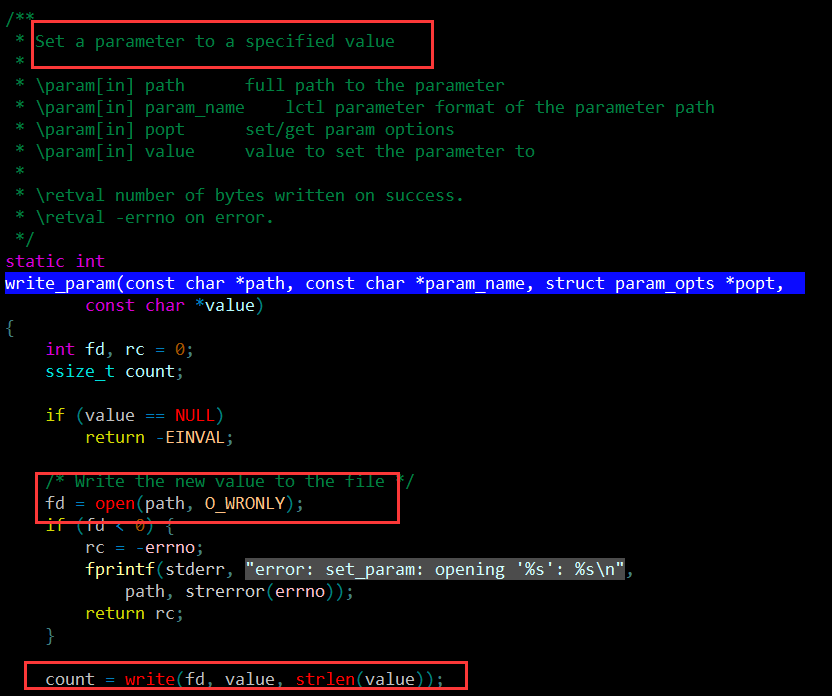 /**
 * Set a parameter to a specified value
 *
 * \param[in] path      full path to the parameter
 * \param[in] param_name    lctl parameter format of the parameter path
 * \param[in] popt      set/get param options
 * \param[in] value     value to set the parameter to
 *
 * \retval number of bytes written on success.
 * \retval -errno on error.
 */
static int
write_param(const char *path, const char *param_name, struct param_opts *popt,
        const char *value)
{
    int fd, rc = 0;
    ssize_t count;

    if (value == NULL)
        return -EINVAL;

    /* Write the new value to the file */
    fd = open(path, O_WRONLY);
    if (fd < 0) {
        rc = -errno;
        fprintf(stderr, "error: set_param: opening '%s': %s\n",
            path, strerror(errno));
        return rc;
    }

    count = write(fd, value, strlen(value));